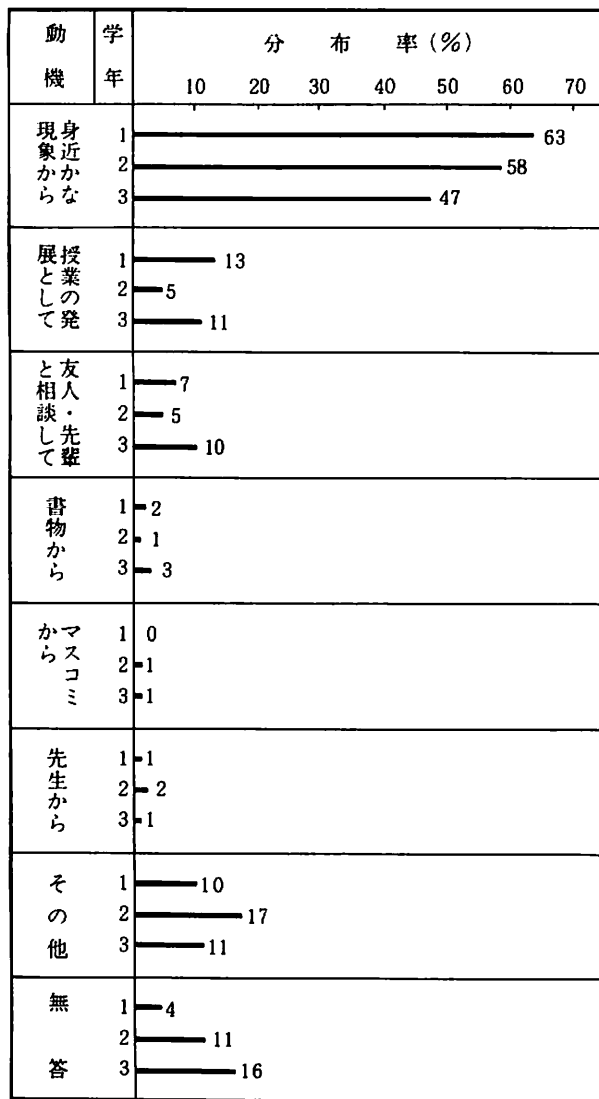 動機 学年 分布率(%)
10 20 30 40 50 60 70
身近かな現象から
1 63
2 58
3 47
授業の発展として
1 13
2 5
3 11
友人・先輩と相談して
1 7
2 5
3 10
書物から
1 2
2 1
3 3
マスコミから
1 0
2 1
3 1
先生から
1 1
2 2
3 1
その他
1 10
2 17
3 11
無答
1 4
2 11
3 16